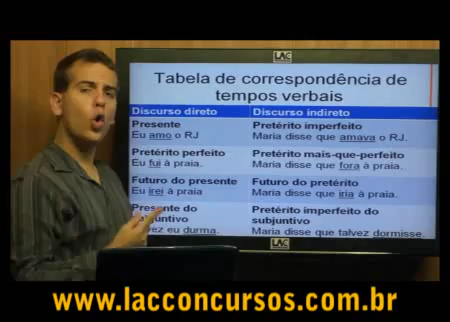 LAC
Tabela de correspondência de
tempos verbais
Discurso direto
Discurso indireto
Presente
Eu amo o RJ
Pretérito imperfeito
Maria disse que amava o RJ.
Pretérito perfeito
Eu fui à praia.
Pretérito mais-que-perfeito
Maria disse que fora à praia.
Futuro do presente
Eu irei à praia
Futuro do pretérito
Maria disse que iria à praia.
Presente do
subjuntivo
eu durma.
Pretérito imperfeito do
subjuntivo
Maria disse que talvez dormisse.
LAC
www.lacconcursos.com.br